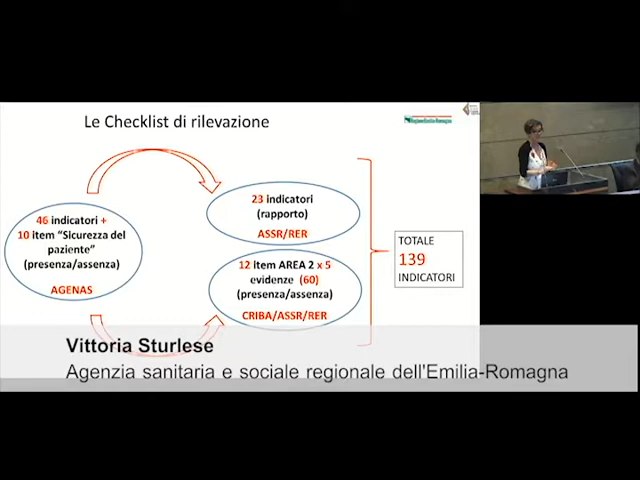 Le Checklist di rilevazione
RegioneEmilia-Romagna
46 indicatori +
10 item "Sicurezza del
paziente"
(presenza/assenza)
AGENAS
23 indicatori
(rapporto)
ASSR/RER
12 item AREA 2 x 5
evidenze (60)
(presenza/assenza)
CRIBA/ASSR/RER
TOTALE
139
INDICATORI
Vittoria Sturlese
Agenzia sanitaria e sociale regionale dell'Emilia-Romagna